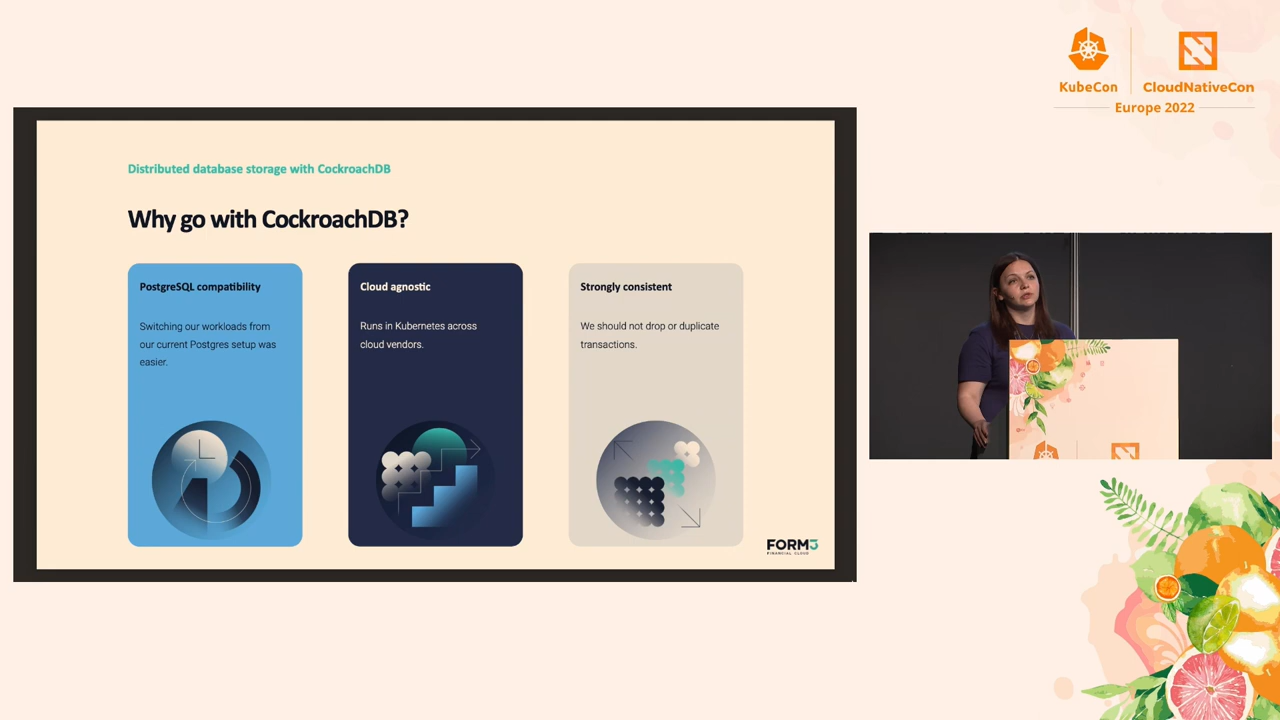 KubeCon
CloudNativeCon
Europe 2022
Distributed database storage with CockroachDB
Why go with CockroachDB?
PostgreSQL compatibility
Switching our workloads from
our current Postgres setup was
easier.
Cloud agnostic
Runs in Kubernetes across
cloud vendors.
Strongly consistent
We should not drop or duplicate
transactions.
FORM3
FINANCIAL CLOUD